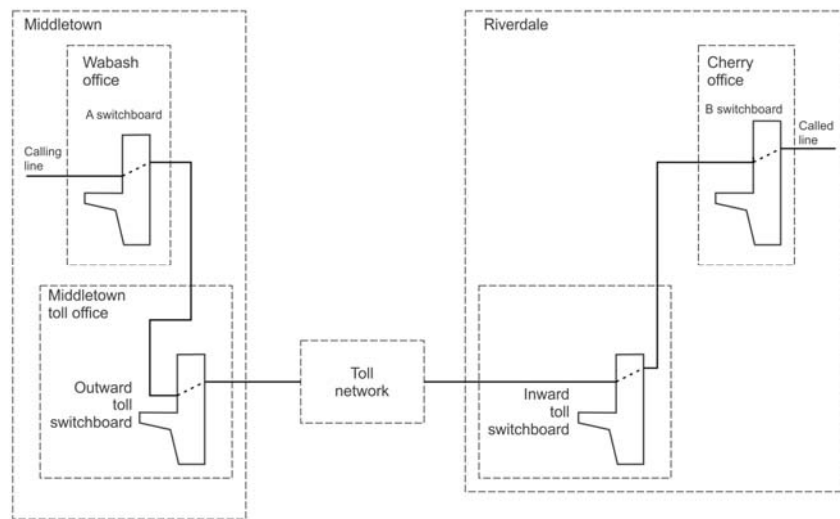 Middletown
Wabash
office
A switchboard
Calling
line
Middletown
toll office
Outward
toll
switchboard
Toll
network
Riverdale
Cherry
office
B switchboard
Called
line
Inward
toll
switchboard